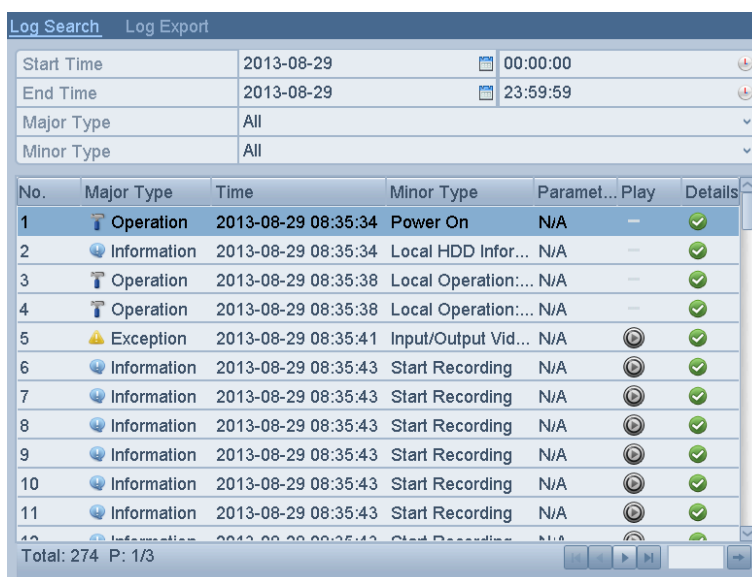 Log Search Log Export
Start Time 2013-08-29 00:00:00
End Time 2013-08-29 23:59:59
Major Type All
Minor Type All
No. Major Type Time Minor Type Paramet... Play Details
1 Operation 2013-08-29 08:35:34 Power On N/A —
2 Information 2013-08-29 08:35:34 Local HDD Infor... N/A —
3 Operation 2013-08-29 08:35:38 Local Operation:... N/A —
4 Operation 2013-08-29 08:35:38 Local Operation:... N/A —
5 Exception 2013-08-29 08:35:41 Input/Output Vid... N/A
6 Information 2013-08-29 08:35:43 Start Recording N/A
7 Information 2013-08-29 08:35:43 Start Recording N/A
8 Information 2013-08-29 08:35:43 Start Recording N/A
9 Information 2013-08-29 08:35:43 Start Recording N/A
10 Information 2013-08-29 08:35:43 Start Recording N/A
11 Information 2013-08-29 08:35:43 Start Recording N/A
Total: 274 P: 1/3